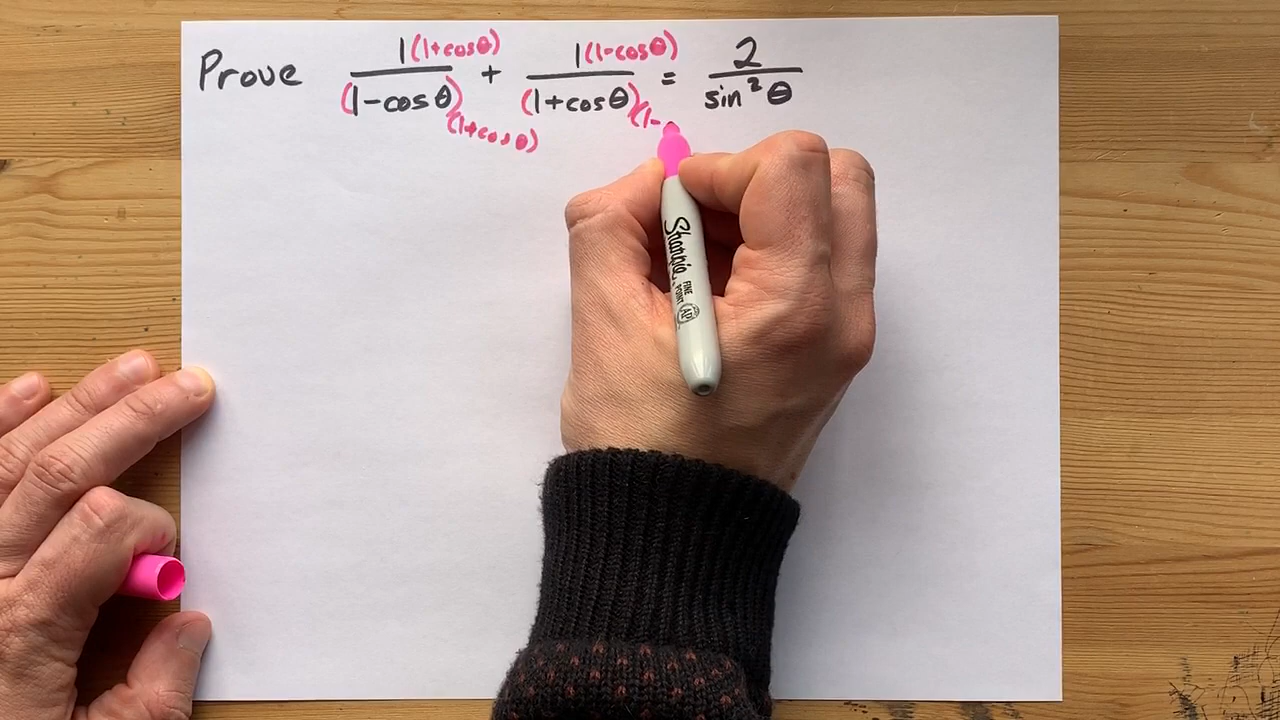 1(1+cosθ) 1(1-cosθ) 2
Prove + =
(1-cosθ) (1+cosθ) sin²θ
(1+cosθ) (1-
Sharpie
FINE
POINT
AP